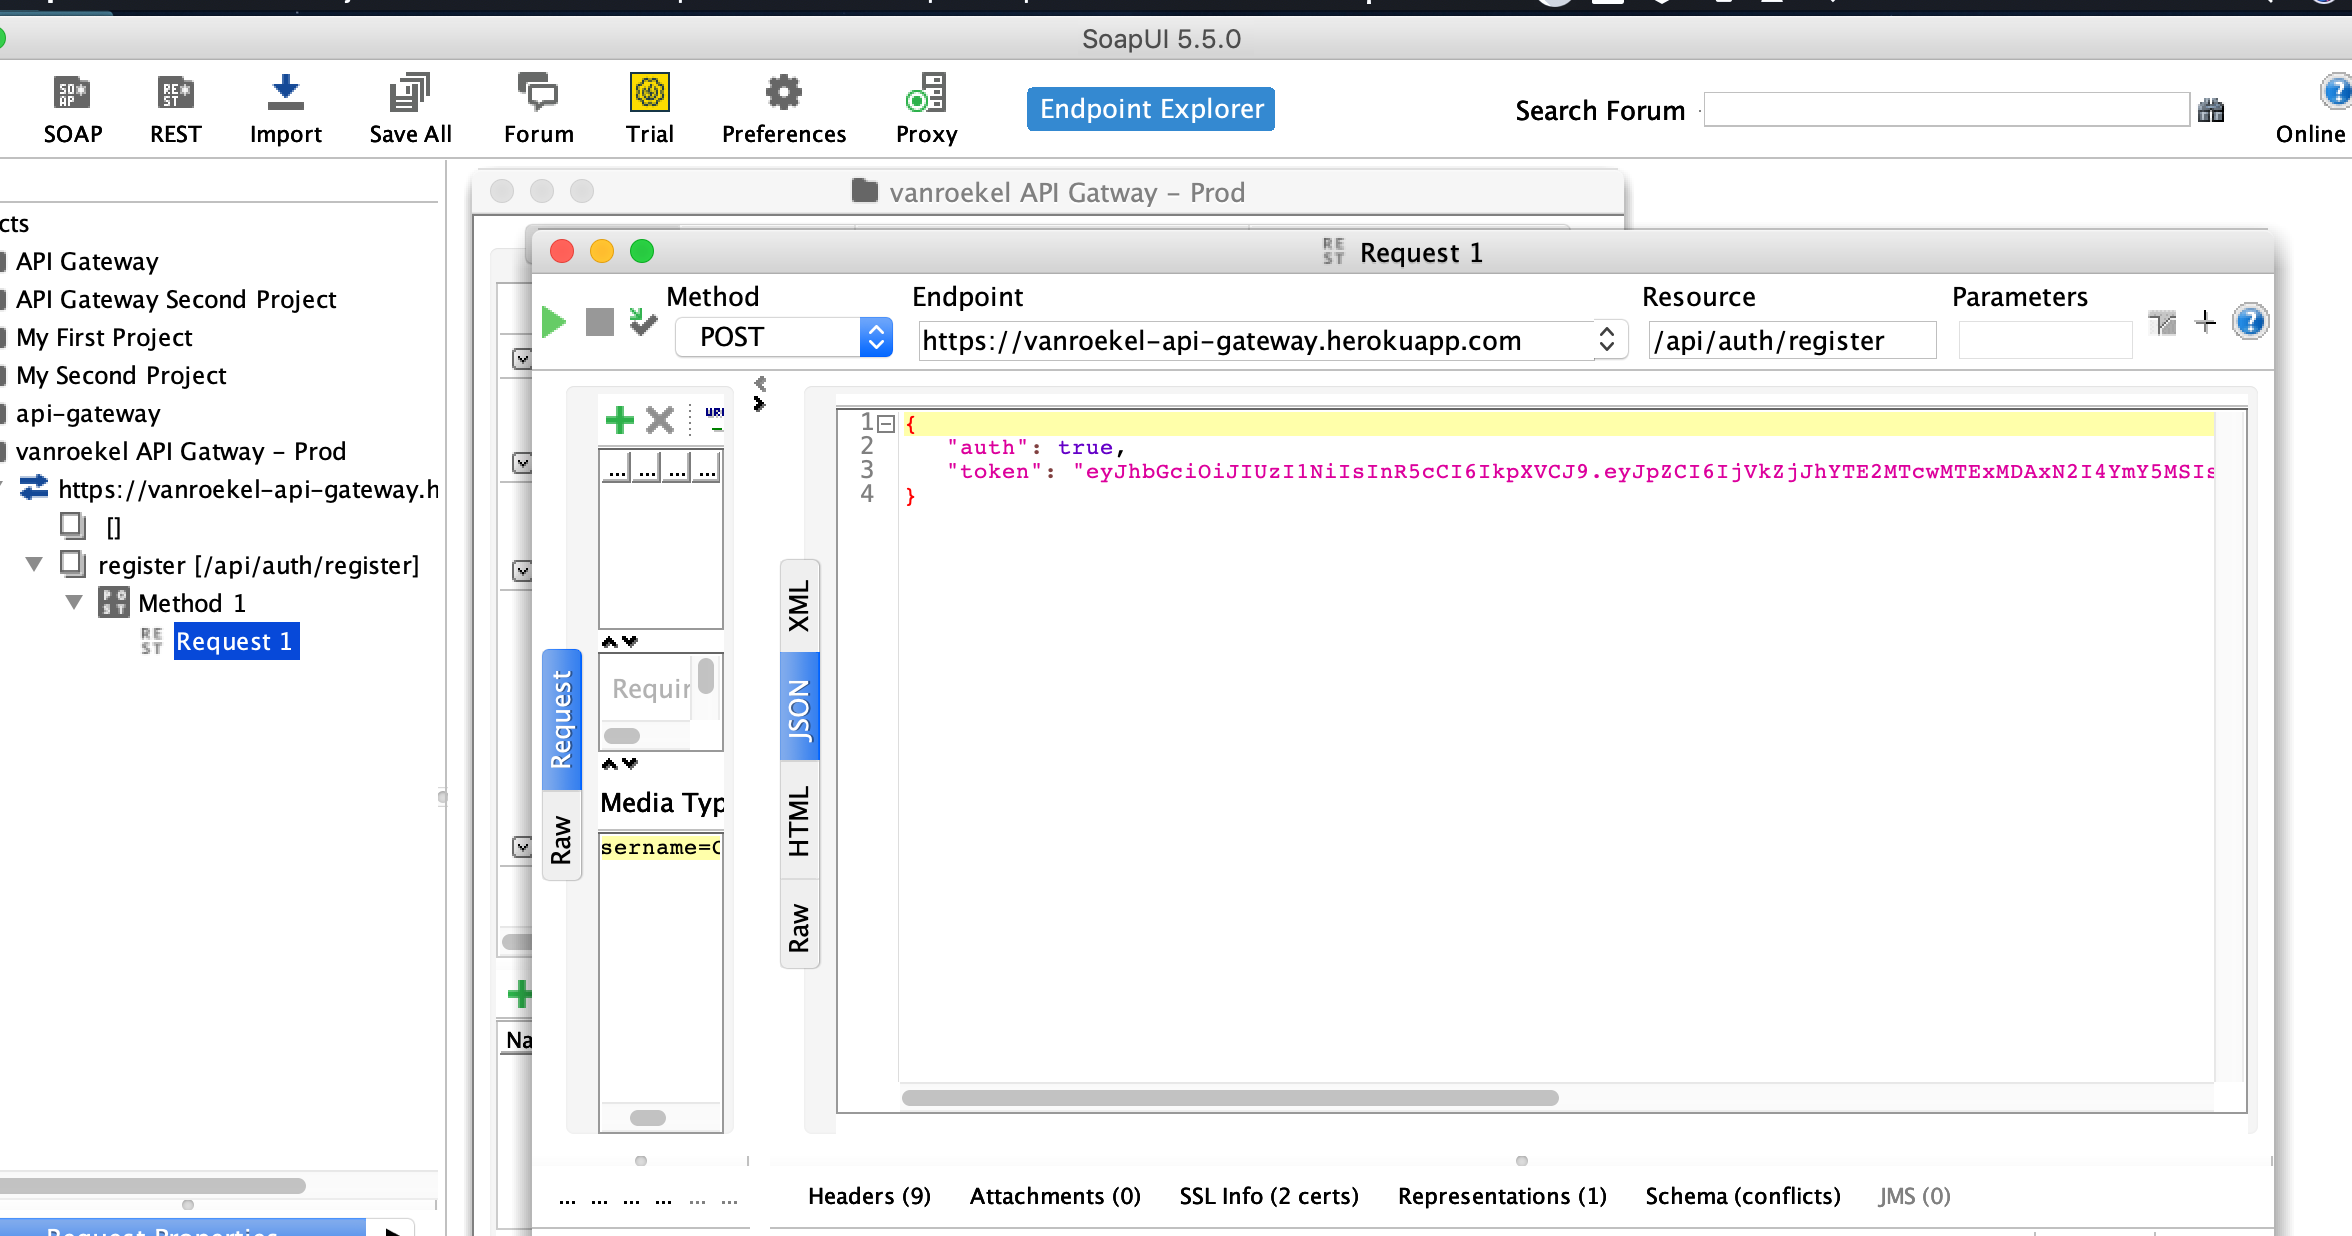 SoapUI 5.5.0
SOAP REST Import Save All Forum Trial Preferences Proxy Endpoint Explorer Search Forum Online
cts
API Gateway
API Gateway Second Project
My First Project
My Second Project
api-gateway
vanroekel API Gatway - Prod
https://vanroekel-api-gateway.h
[]
register [/api/auth/register]
Method 1
Request 1
vanroekel API Gatway - Prod
Request 1
Method Endpoint Resource Parameters
POST https://vanroekel-api-gateway.herokuapp.com /api/auth/register
1 {
2 "auth": true,
3 "token": "eyJhbGciOiJIUzI1NiIsInR5cCI6IkpXVCJ9.eyJpZCI6IjVkZjJhYTE2MTcwMTExMDAxN2I4YmY5MSIs
4 }
... ... ... ...
Requir
Media Typ
sername=
Request
Raw
XML
JSON
HTML
Raw
Na
... ... ... ... ... ...
Headers (9) Attachments (0) SSL Info (2 certs) Representations (1) Schema (conflicts) JMS (0)
Request Properties